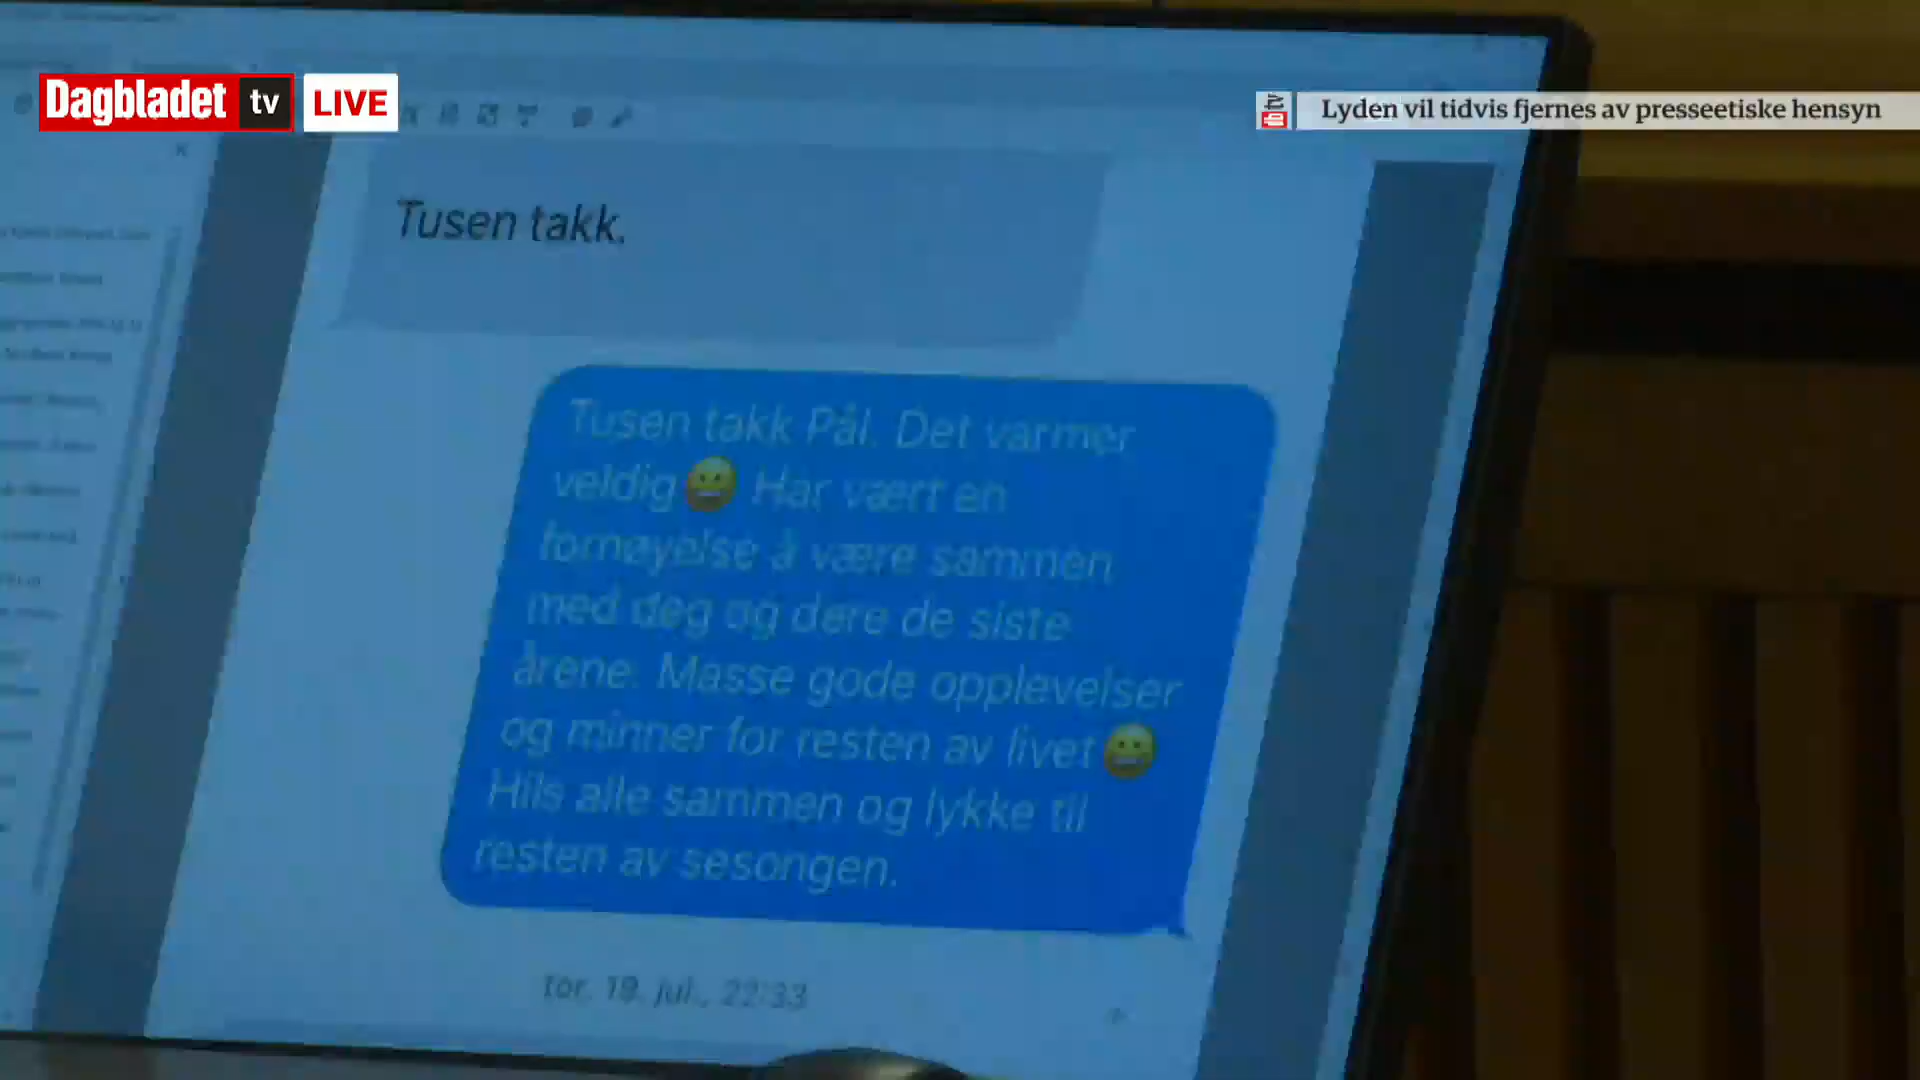 Dagbladet tv LIVE
Lyden vil tidvis fjernes av presseetiske hensyn
Tusen takk.
Tusen takk Pål. Det varmer
veldig😀 Har vært en
fornøyelse å være sammen
med deg og dere de siste
årene. Masse gode opplevelser
og minner for resten av livet😀
Hils alle sammen og lykke til
resten av sesongen.
tor. 19. jul., 22:33